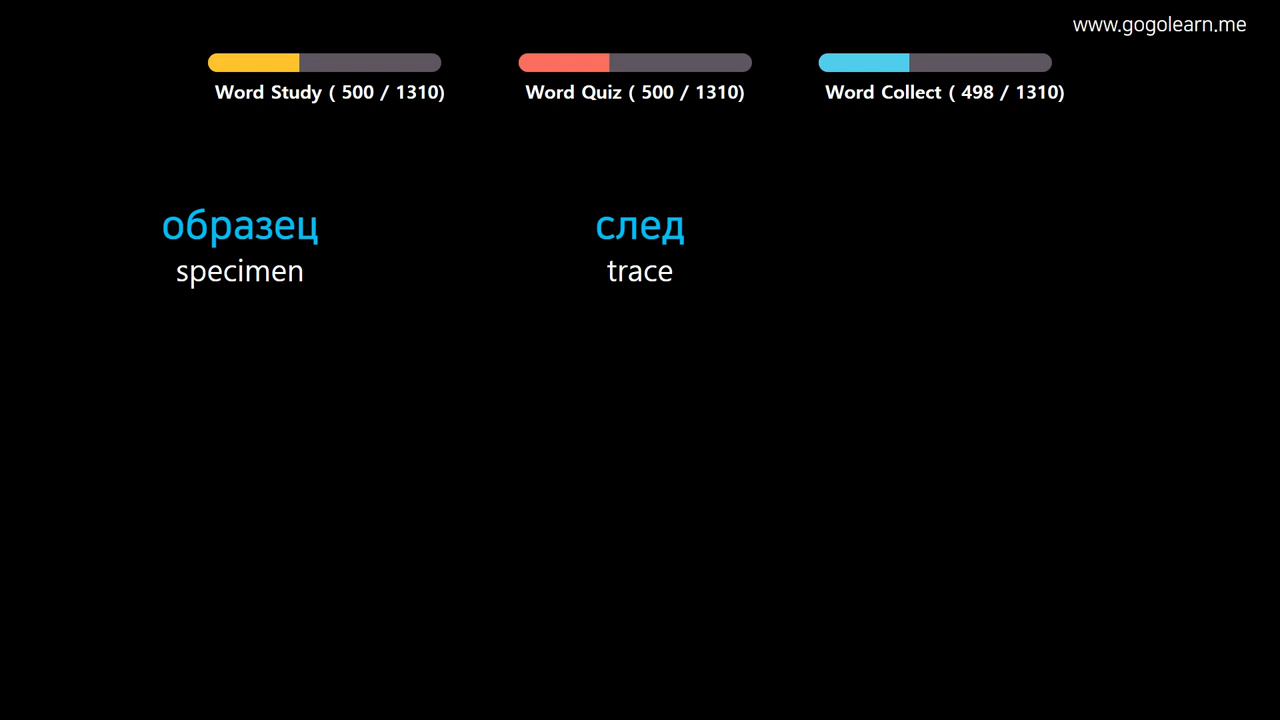 www.gogolearn.me
Word Study ( 500 / 1310)
Word Quiz ( 500 / 1310)
Word Collect ( 498 / 1310)
образец
specimen
след
trace